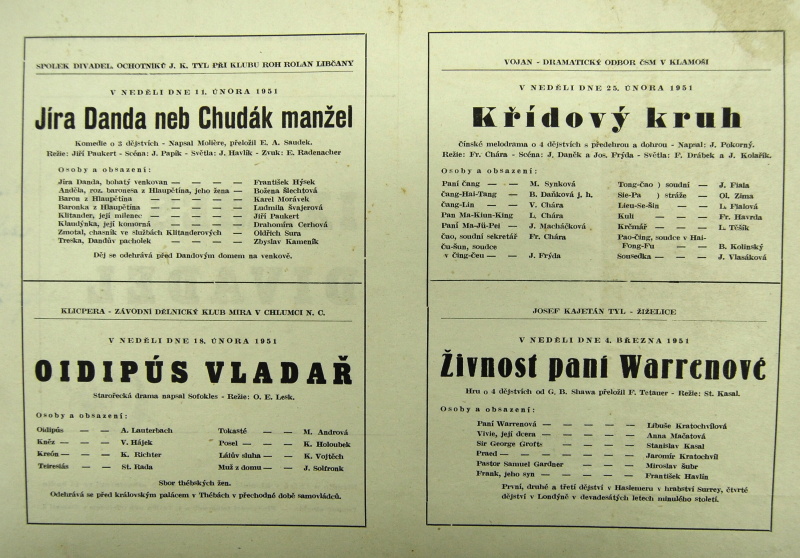 SPOLEK DIVADEL. OCHOTNÍKŮ J. K. TYL PŘI KLUBU ROH ROLAN LIBČANY
V NEDĚLI DNE 11. ÚNORA 1951
Jíra Danda neb Chudák manžel
Komedie o 3 dějstvích - Napsal Molière, přeložil E. A. Saudek.
Režie: Jiří Paukert - Scéna: J. Papík - Světla: J. Havlík - Zvuk: E. Radenacher
Osoby a obsazení:
Jíra Danda, bohatý venkovan — — — František Hýsek
Anděla, roz. baronesa z Hlaupětína, jeho žena — Božena Šlechtová
Baron z Hlaupětína — — — — Karel Morávek
Baronka z Hlaupětína — — — — Ludmila Švajerová
Klitander, její milenec — — — — Jiří Paukert
Klaudýnka, její komorná — — — — Drahomíra Cerhová
Zmotal, chasník ve službách Klitanderových — Oldřich Sura
Treska, Dandův pacholek — — — — Zbyslav Kameník
Děj se odehrává před Dandovým domem na venkově.
KLICPERA - ZÁVODNÍ DĚLNICKÝ KLUB MIRA V CHLUMCI N. C.
V NEDĚLI DNE 18. ÚNORA 1951
OIDIPÚS VLADAŘ
Starořecká drama napsal Sofokles - Režie: O. E. Lesk.
Osoby a obsazení:
Oidipús — — A. Lauterbach
Kněz — — V. Hájek
Kreón — — K. Richter
Teiresiás — St. Rada
Iokasté — — M. Andrová
Posel — — K. Holoubek
Láiův sluha — — K. Vojtěch
Muž z domu — — J. Soltronk
Sbor thébských žen.
Odehrává se před královským palácem v Thébách v přechodné době samovládců.
VOJAN - DRAMATICKÝ ODBOR ČSM V KLAMOŠI
V NEDĚLI DNE 25. ÚNORA 1951
Křídový kruh
čínské melodrama o 4 dějstvích s předehrou a dohrou - Napsal: J. Pokorný.
Režie: Fr. Chára - Scéna: J. Daněk a Jos. Frýda - Světla: F. Drábek a J. Kolařík.
Osoby a obsazení:
Paní čang — — M. Synková
Čang-Hai-Tang — B. Daňková j. h.
Čang-Lin — — V. Chára
Pan Ma-Klun-King L. Chára
Paní Ma-Jü-Pei — J. Macháčková
Čao, soudní sekretář Fr. Chára
Ču-Šun, soudce
v Čing-Čeu — — J. Frýda
Tong-Čao ) soudní — J. Fiala
Sie-Pa ) stráže — Ol. Zima
Lieu-Se-Šin — — L. Fialová
Kuli — — Fr. Havrda
Krčmář — — L. Těšík
Pao-Čing, soudce v Hai-
Fong-Fu — — B. Kolinský
Sousedka — — J. Vlasáková
JOSEF KAJETÁN TYL - ŽIŽELICE
V NEDĚLI DNE 4. BŘEZNA 1951
Živnost paní Warrenové
Hru o 4 dějstvích od G. B. Shawa přeložil F. Tetauer - Režie: St. Kasal.
Osoby a obsazení:
Paní Warrenová — — — — — Libuše Kratochvílová
Vivie, její dcera — — — — — Anna Mačatová
Sir George Crofts — — — — — Stanislav Kasal
Praed — — — — — — Jaromír Kratochvíl
Pastor Samuel Gardner — — — — Miroslav Šubr
Frank, jeho syn — — — — — František Havlín
První, druhé a třetí dějství v Haslemeru v hrabství Surrey, čtvrté
dějství v Londýně v devadesátých letech minulého století.